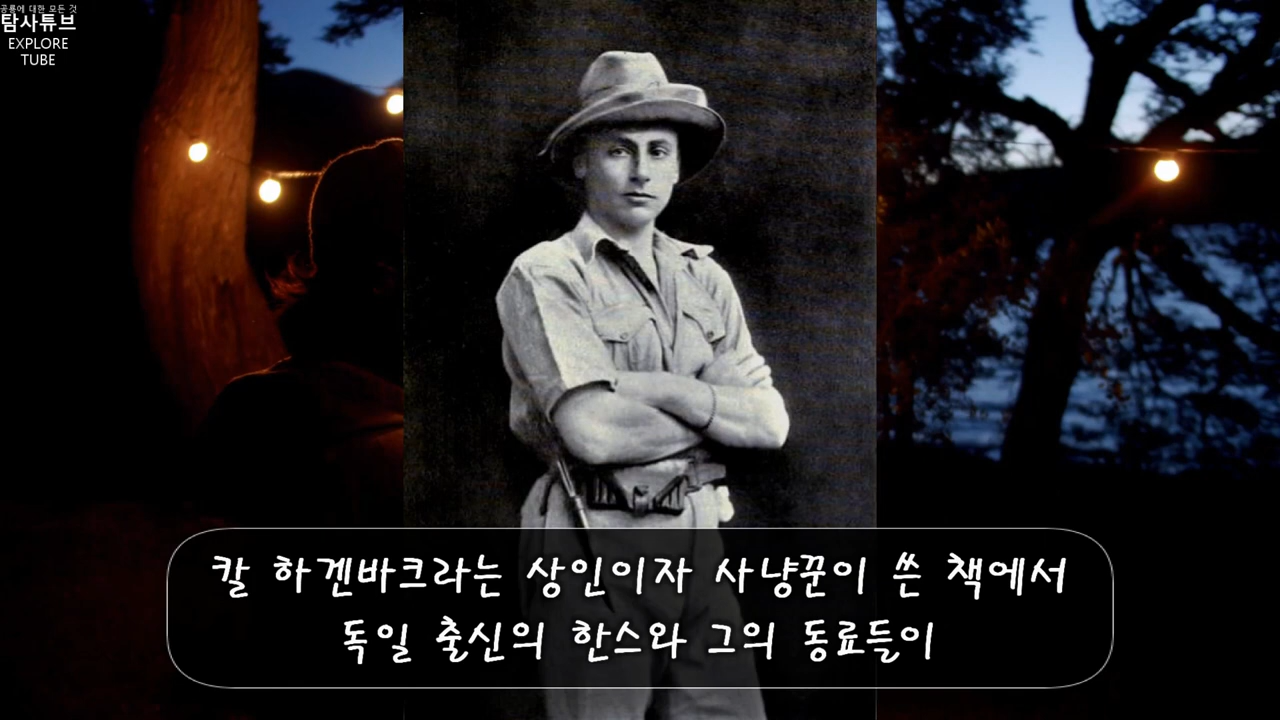 공룡에 대한 모든 것
탐사튜브
EXPLORE
TUBE
칼 하겐바크라는 상인이자 사냥꾼이 쓴 책에서
독일 출신의 한스와 그의 동료들이